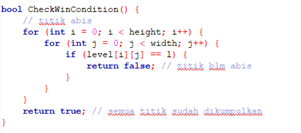 bool CheckWinCondition() {
// titik abis
for (int i = 0; i < height; i++) {
for (int j = 0; j < width; j++) {
if (level[i][j] == 1) {
return false; // titik blm abis
}
}
}
return true; // semua titik sudah dikumpulkan
}